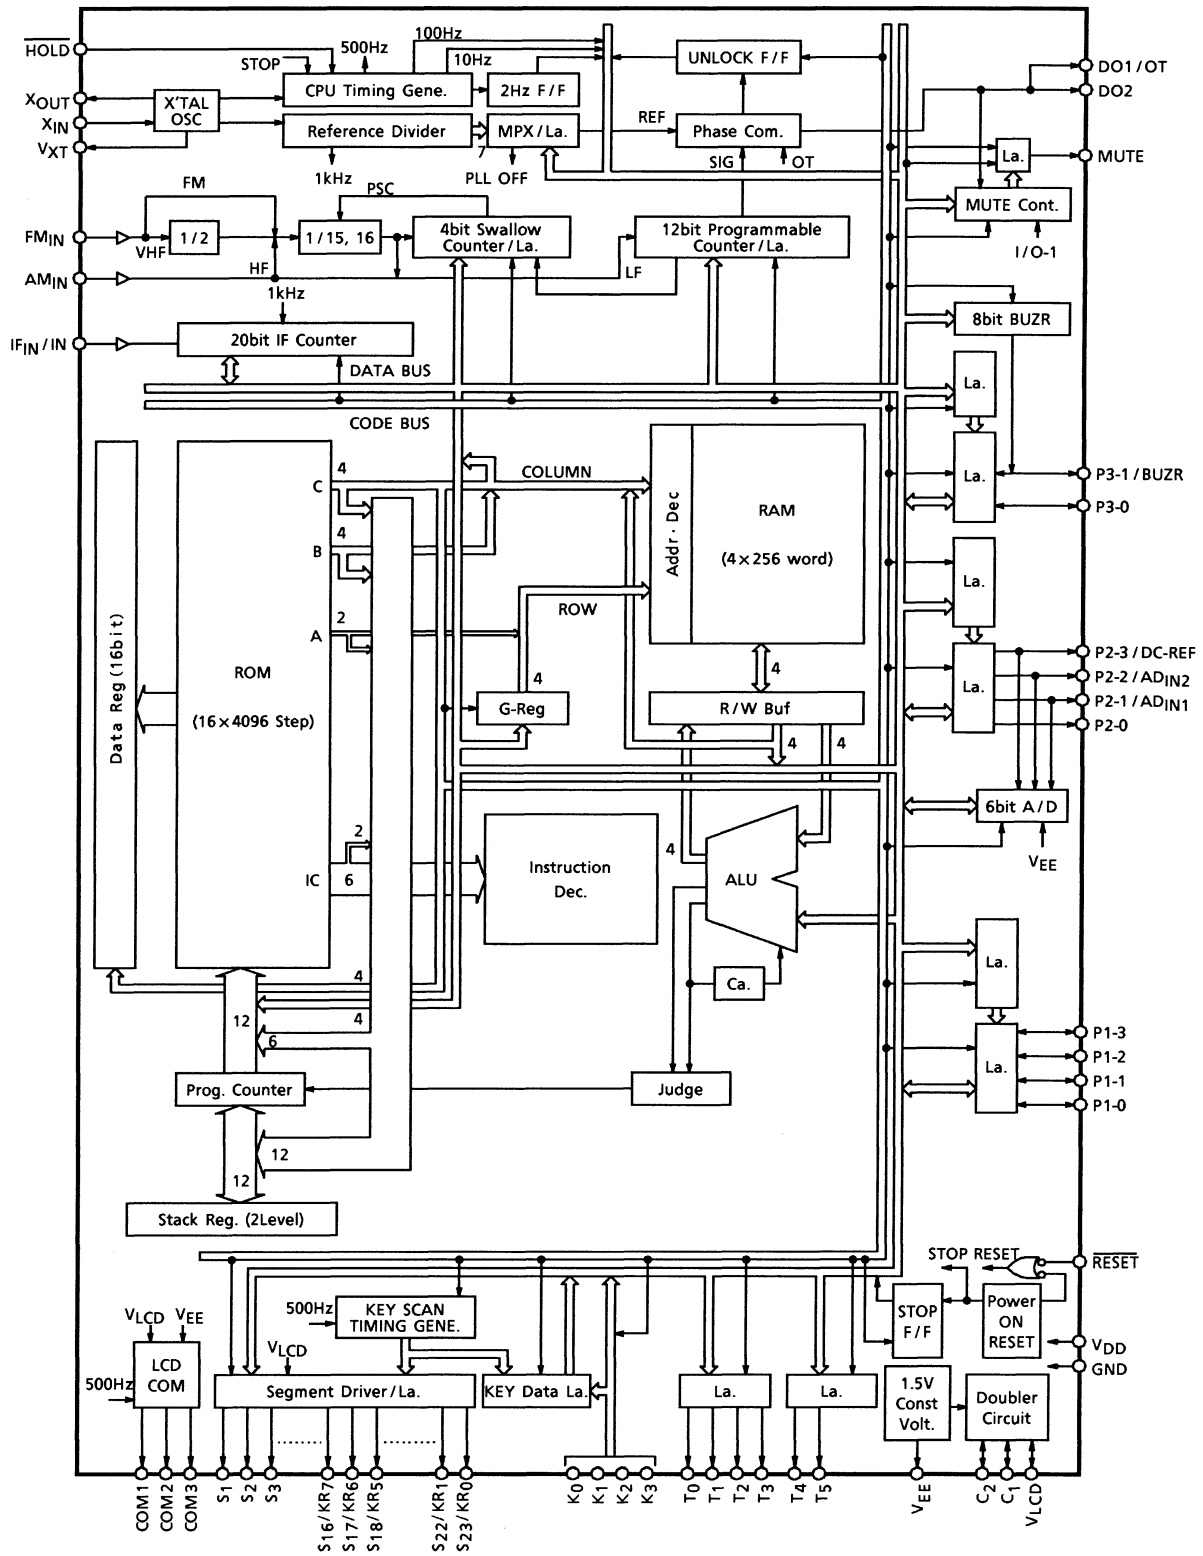 HOLD
STOP
500Hz
100Hz
10Hz
CPU Timing Gene.
2Hz F/F
UNLOCK F/F
DO1/OT
DO2
XOUT
XIN
VXT
X'TAL
OSC
Reference Divider
7
MPX/La.
REF
Phase Com.
SIG
OT
1kHz
PLL OFF
La.
MUTE
MUTE Cont.
I/O-1
FM
PSC
FMIN
VHF
1/2
1/15, 16
4bit Swallow
Counter/La.
12bit Programmable
Counter/La.
HF
LF
AMIN
1kHz
8bit BUZR
IFIN/IN
20bit IF Counter
DATA BUS
CODE BUS
La.
La.
P3-1/BUZR
P3-0
Data Reg (16bit)
ROM
(16×4096 Step)
C
4
B
4
A
2
COLUMN
ROW
Addr·Dec
RAM
(4×256 word)
La.
La.
P2-3/DC-REF
P2-2/ADIN2
P2-1/ADIN1
P2-0
4
G-Reg
4
R/W Buf
4
4
6bit A/D
VEE
IC
2
6
Instruction
Dec.
4
ALU
Ca.
La.
La.
P1-3
P1-2
P1-1
P1-0
4
12
4
6
Prog. Counter
Judge
12
12
Stack Reg. (2Level)
STOP RESET
RESET
STOP
F/F
Power
ON
RESET
VDD
GND
VLCD
VEE
LCD
COM
500Hz
500Hz
KEY SCAN
TIMING GENE.
VLCD
Segment Driver/La.
KEY Data La.
La.
La.
1.5V
Const
Volt.
Doubler
Circuit
COM1
COM2
COM3
S1
S2
S3
S16/KR7
S17/KR6
S18/KR5
S22/KR1
S23/KR0
K0
K1
K2
K3
T0
T1
T2
T3
T4
T5
VEE
C2
C1
VLCD